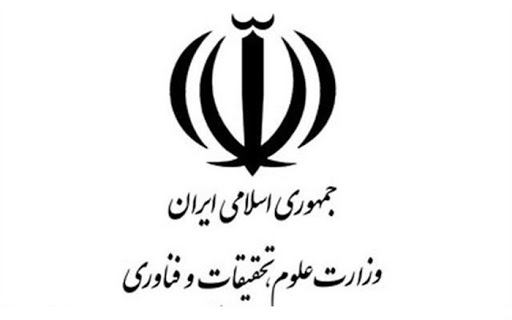 جمهوری اسلامی ایران
وزارت علوم، تحقیقات و فناوری